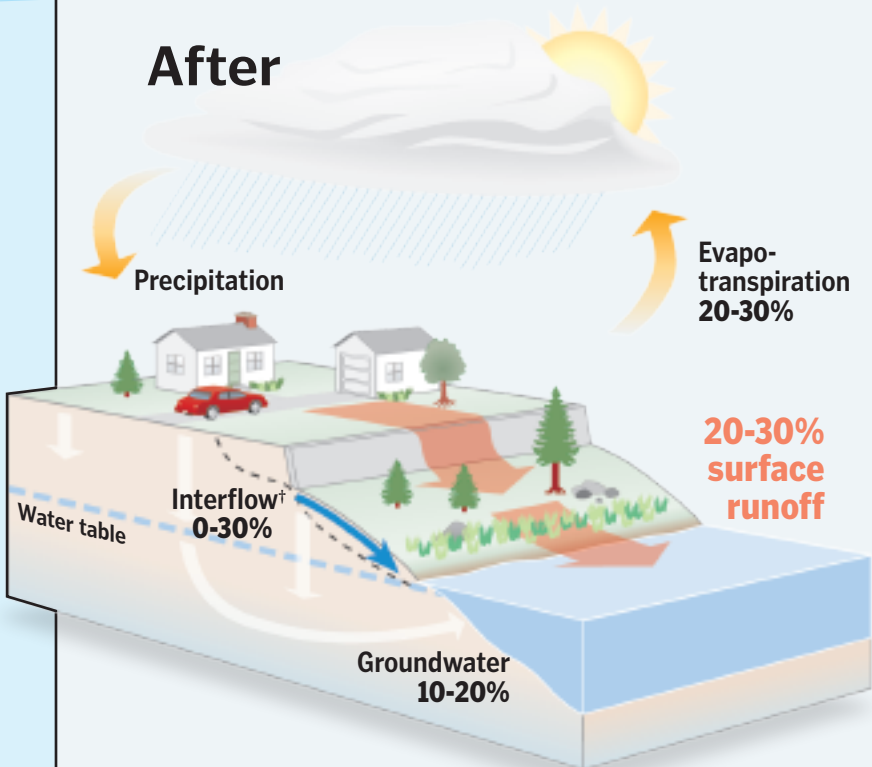 After
Precipitation
Evapo-
transpiration
20-30%
20-30%
surface
runoff
Interflow†
0-30%
Water table
Groundwater
10-20%